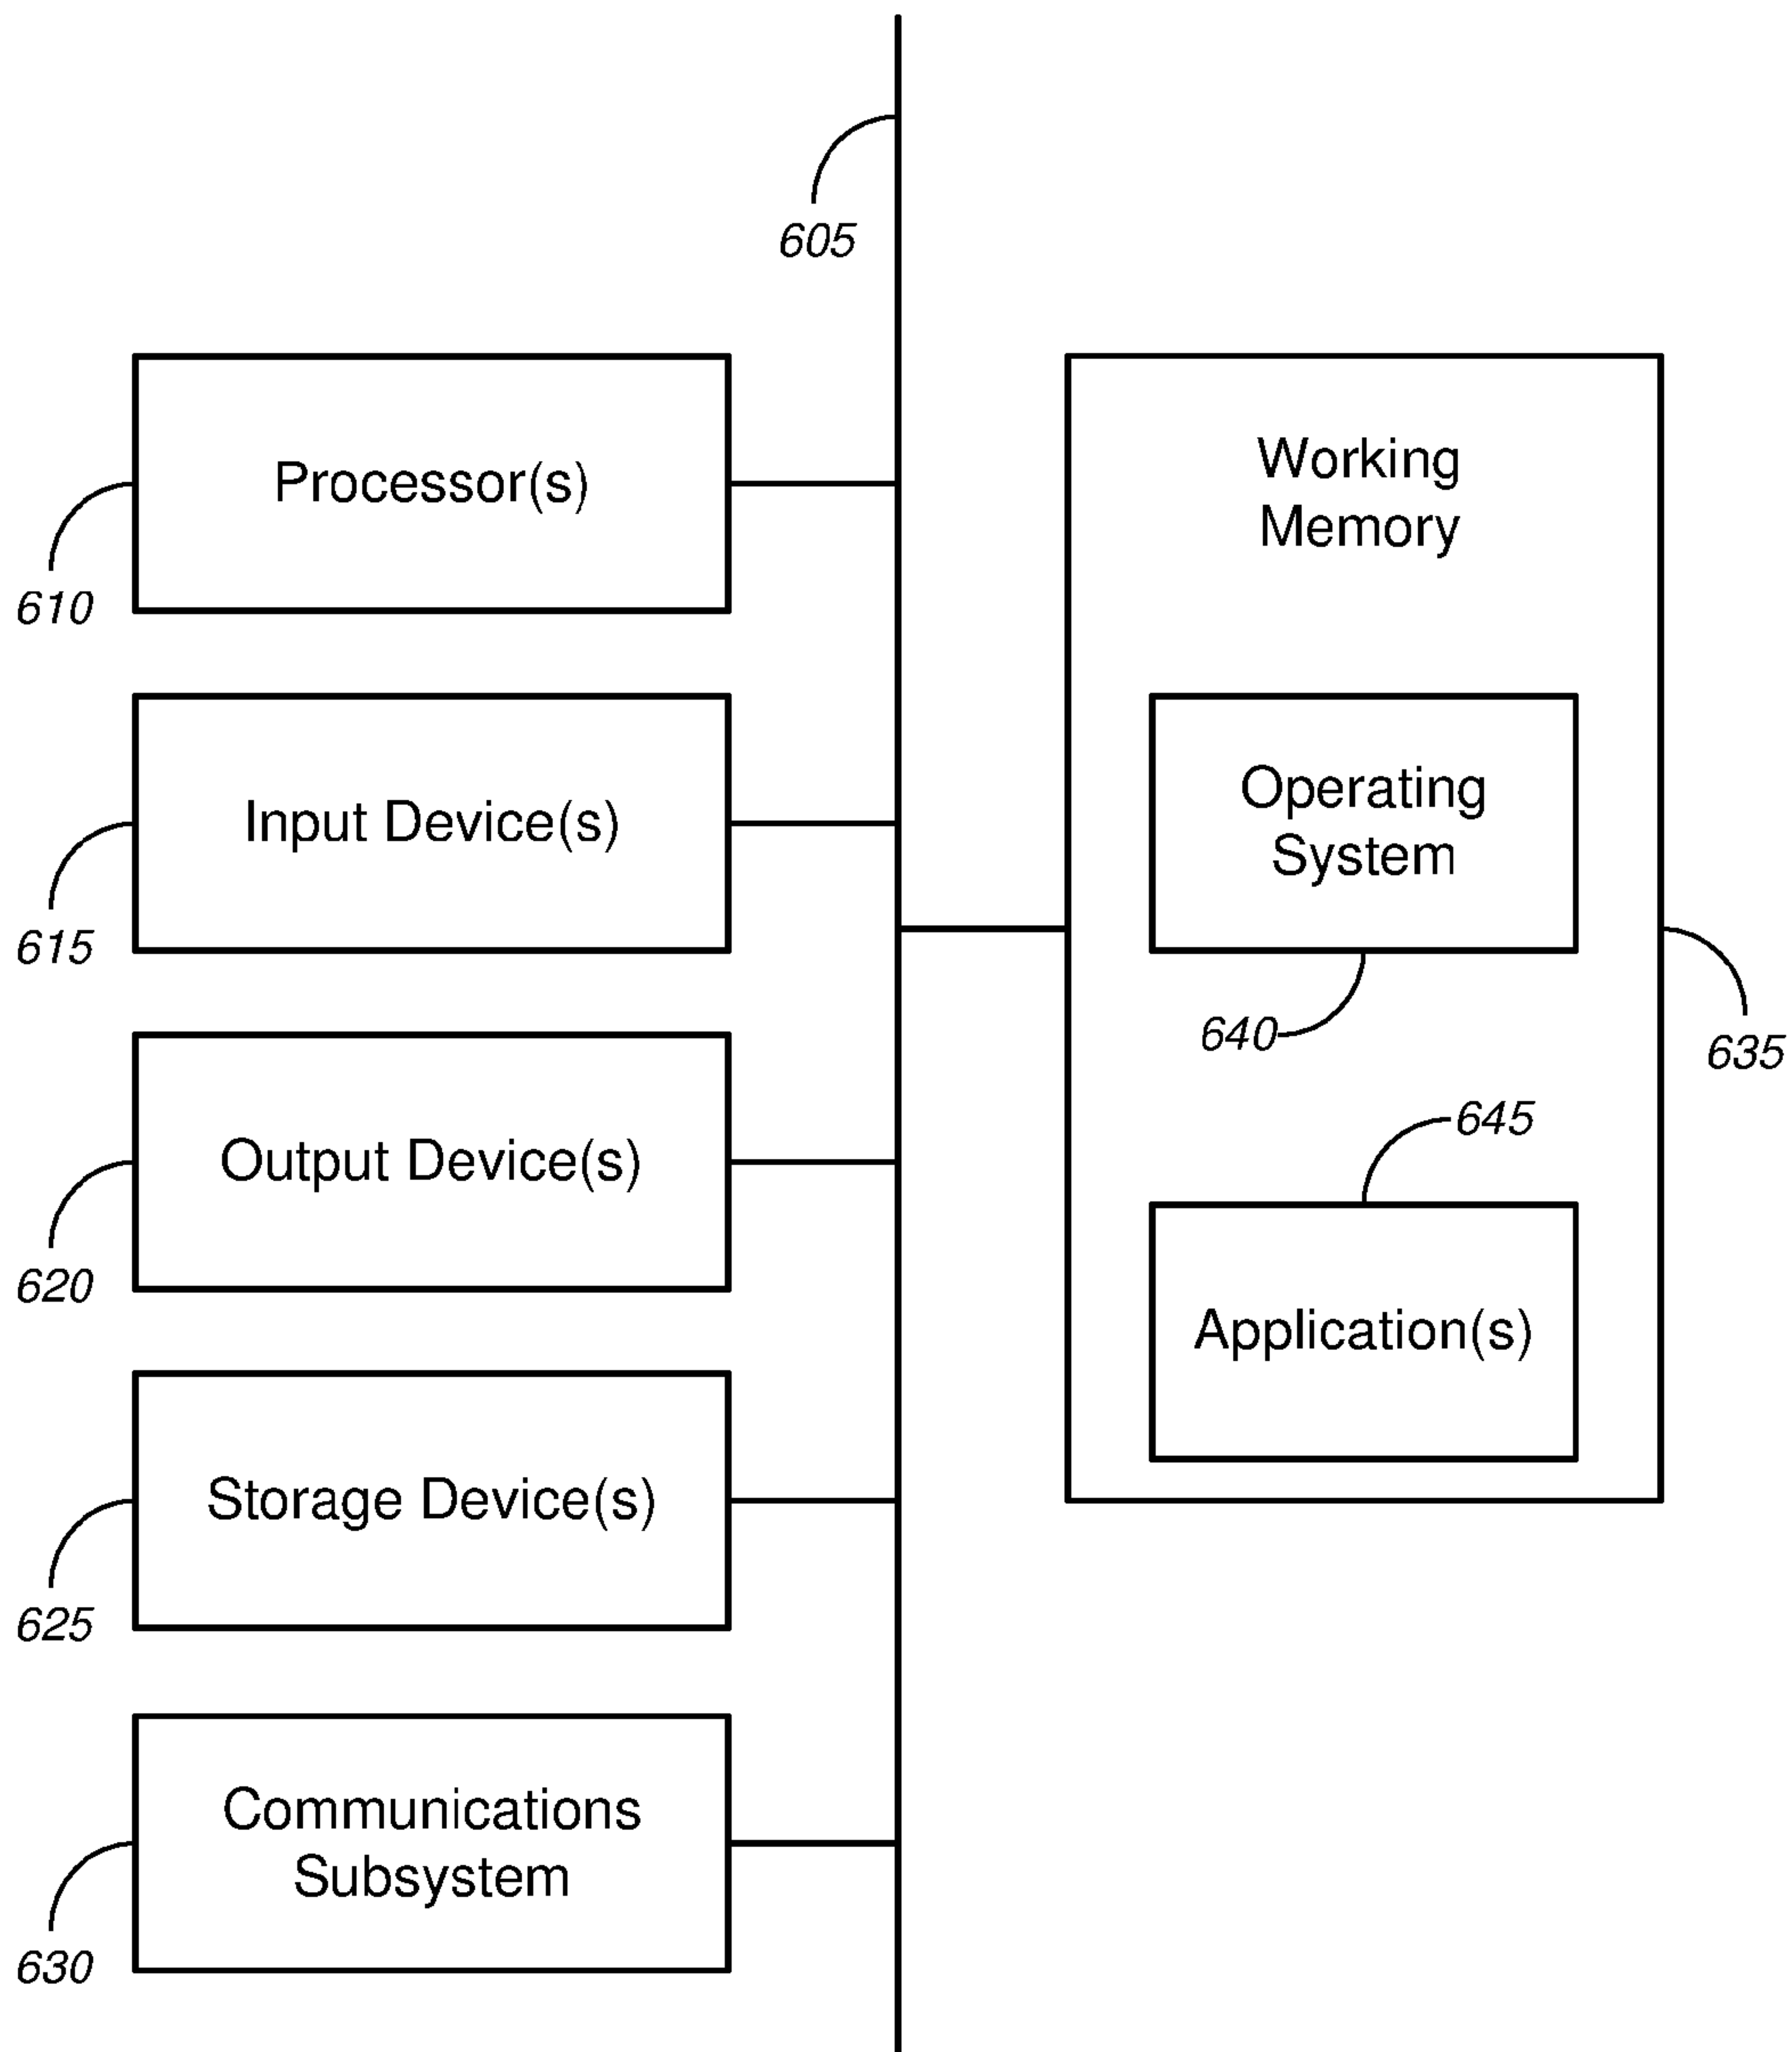 605
Processor(s)
610
Input Device(s)
615
Output Device(s)
620
Storage Device(s)
625
Communications
Subsystem
630
Working
Memory
Operating
System
640
635
645
Application(s)